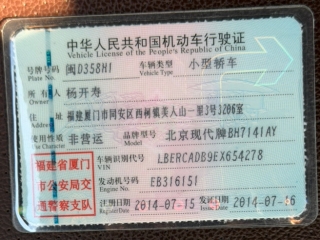 中华人民共和国机动车行驶证
Vehicle License of the People's Republic of China
号牌号码 闽D358M1 车辆类型 小型轿车
Plate No. Vehicle Type
所有人 杨开寿
Owner
住址 福建厦门市同安区西柯镇美人山一里3号3206室
Address
使用性质 非营运 品牌型号 北京现代牌BH7141AY
Model
福建省厦门
市公安局交
通警察支队
车辆识别代号 LBERCADB9EX654278
VIN
发动机号码 EB316151
Engine No.
注册日期 2014-07-15 发证日期 2014-07-16
Register Date Issue Date